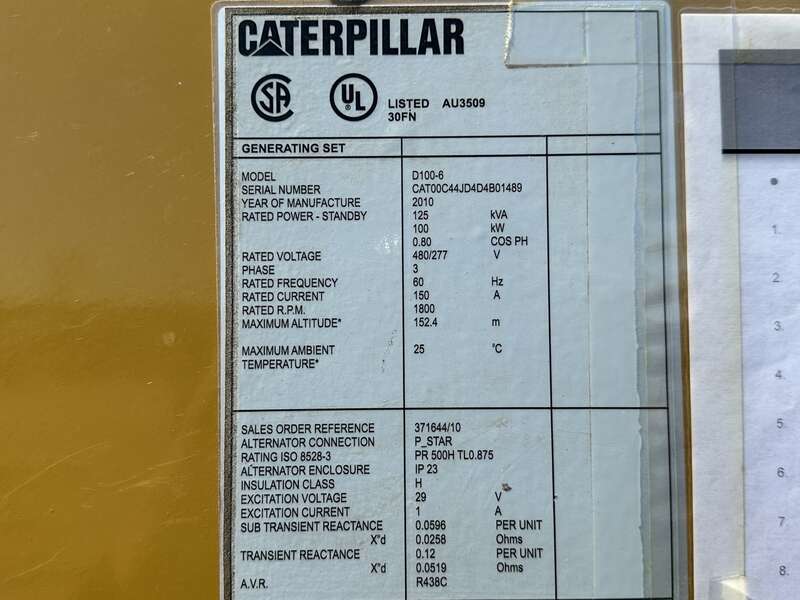 CATERPILLAR
SA
UL
LISTED AU3509
30FN
GENERATING SET
MODEL D100-6
SERIAL NUMBER CAT00C44JD4D4B01489
YEAR OF MANUFACTURE 2010
RATED POWER - STANDBY 125 kVA
100 kW
0.80 COS PH
RATED VOLTAGE 480/277 V
PHASE 3
RATED FREQUENCY 60 Hz
RATED CURRENT 150 A
RATED R.P.M. 1800
MAXIMUM ALTITUDE* 152.4 m
MAXIMUM AMBIENT 25 °C
TEMPERATURE*
SALES ORDER REFERENCE 371644/10
ALTERNATOR CONNECTION P_STAR
RATING ISO 8528-3 PR 500H TL0.875
ALTERNATOR ENCLOSURE IP 23
INSULATION CLASS H
EXCITATION VOLTAGE 29 V
EXCITATION CURRENT 1 A
SUB TRANSIENT REACTANCE 0.0596 PER UNIT
X"d 0.0258 Ohms
TRANSIENT REACTANCE 0.12 PER UNIT
X'd 0.0519 Ohms
A.V.R. R438C
1.
2.
3.
4.
5.
6.
7.
8.